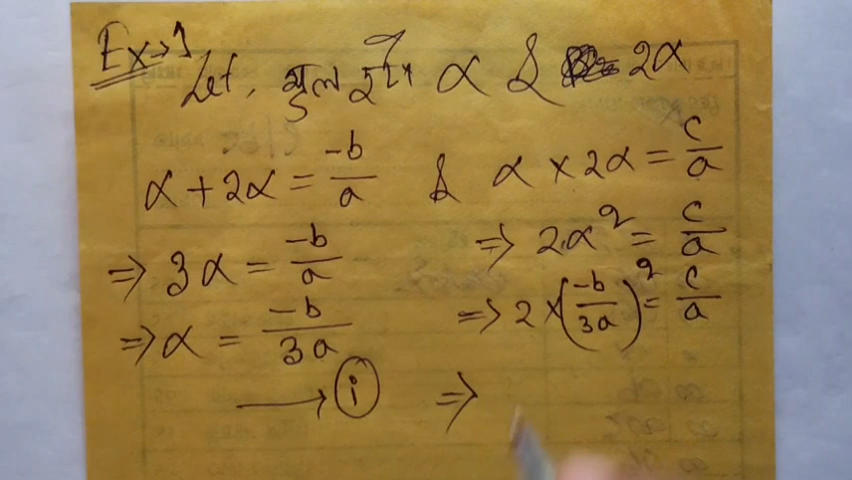 Ex→1
Let, মূল দুটি α & 2α
α + 2α = -b/a & α × 2α = c/a
⇒ 3α = -b/a ⇒ 2α² = c/a
⇒ α = -b/3a ⇒ 2 × (-b/3a)² = c/a
⟶ (i) ⇒